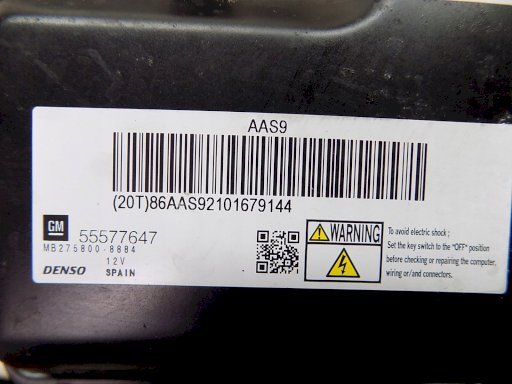 AAS9
(20T)86AAS92101679144
GM 55577647
MB275800-8884
12V
DENSO SPAIN
WARNING
To avoid electric shock ;
Set the key switch to the "OFF" position
before checking or repairing the computer,
wiring or/and connectors.